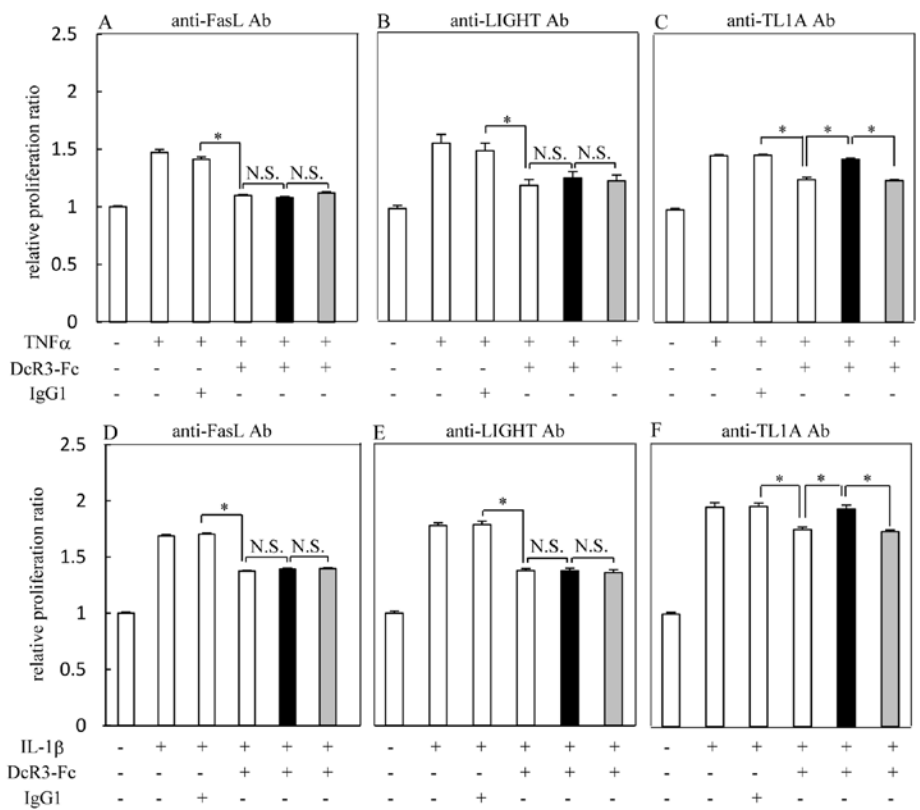 A anti-FasL Ab B anti-LIGHT Ab C anti-TL1A Ab
2.5
2
1.5
1
0.5
0
relative proliferation ratio
* N.S. N.S. * N.S. N.S. * * *
TNFα - + + + + + - + + + + + - + + + + +
DcR3-Fc - - - + + + - - - + + + - - - + + +
IgG1 - - + - - - - - + - - - - - + - - -
D anti-FasL Ab E anti-LIGHT Ab F anti-TL1A Ab
2.5
2
1.5
1
0.5
0
relative proliferation ratio
* N.S. N.S. * N.S. N.S. * * *
IL-1β - + + + + + - + + + + + - + + + + +
DcR3-Fc - - - + + + - - - + + + - - - + + +
IgG1 - - + - - - - - + - - - - - + - - -